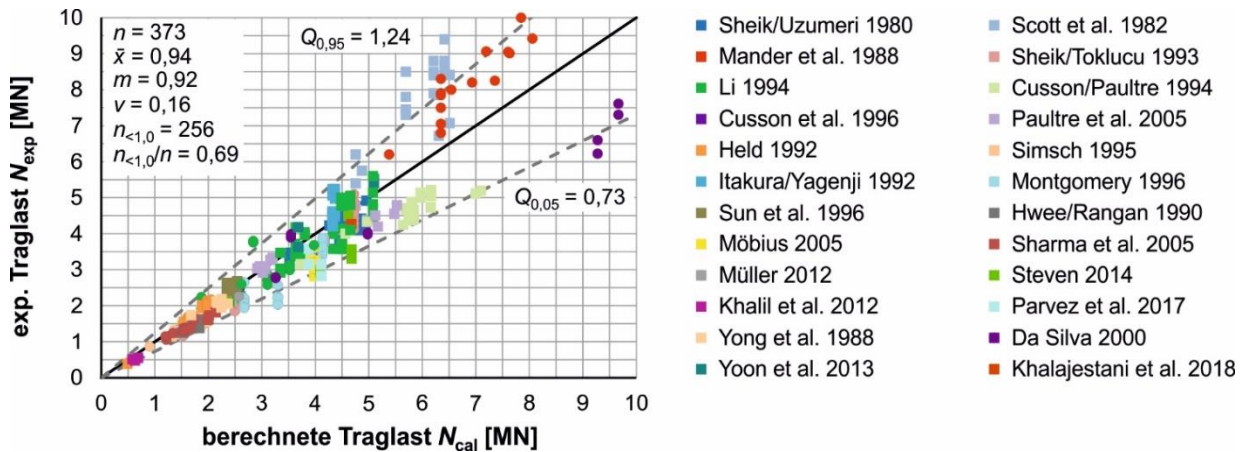 exp. Traglast Nexp [MN]
10
9
8
7
6
5
4
3
2
1
0
n = 373
x̄ = 0,94
m = 0,92
v = 0,16
n<1,0 = 256
n<1,0/n = 0,69
Q0,95 = 1,24
Q0,05 = 0,73
0 1 2 3 4 5 6 7 8 9 10
berechnete Traglast Ncal [MN]
Sheik/Uzumeri 1980
Mander et al. 1988
Li 1994
Cusson et al. 1996
Held 1992
Itakura/Yagenji 1992
Sun et al. 1996
Möbius 2005
Müller 2012
Khalil et al. 2012
Yong et al. 1988
Yoon et al. 2013
Scott et al. 1982
Sheik/Toklucu 1993
Cusson/Paultre 1994
Paultre et al. 2005
Simsch 1995
Montgomery 1996
Hwee/Rangan 1990
Sharma et al. 2005
Steven 2014
Parvez et al. 2017
Da Silva 2000
Khalajestani et al. 2018